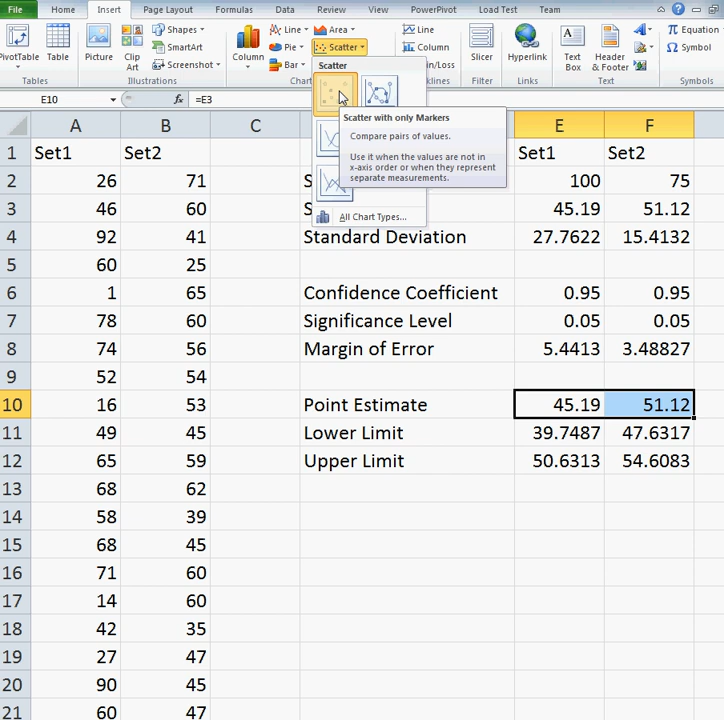 File Home Insert Page Layout Formulas Data Review View PowerPivot Load Test Team
PivotTable Table Picture Clip Art Shapes SmartArt Screenshot Column Line Pie Bar Area Scatter Line Column Win/Loss Slicer Hyperlink Text Box Header & Footer Equation Symbol
Tables Illustrations Filter Links Text
E10 fx =E3
Scatter
Scatter with only Markers
Compare pairs of values.
Use it when the values are not in
x-axis order or when they represent
separate measurements.
All Chart Types...
A B C E F
1 Set1 Set2 Set1 Set2
2 26 71 S 100 75
3 46 60 S 45.19 51.12
4 92 41 Standard Deviation 27.7622 15.4132
5 60 25
6 1 65 Confidence Coefficient 0.95 0.95
7 78 60 Significance Level 0.05 0.05
8 74 56 Margin of Error 5.4413 3.48827
9 52 54
10 16 53 Point Estimate 45.19 51.12
11 49 45 Lower Limit 39.7487 47.6317
12 65 59 Upper Limit 50.6313 54.6083
13 68 62
14 58 39
15 68 45
16 71 60
17 14 60
18 42 35
19 27 47
20 90 45
21 60 47